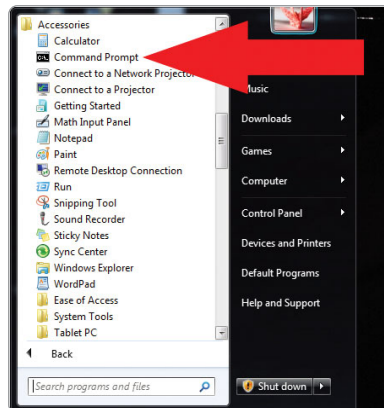 Accessories
Calculator
Command Prompt
Connect to a Network Projector
Connect to a Projector
Getting Started
Math Input Panel
Notepad
Paint
Remote Desktop Connection
Run
Snipping Tool
Sound Recorder
Sticky Notes
Sync Center
Windows Explorer
WordPad
Ease of Access
System Tools
Tablet PC
Back
Search programs and files
Music
Downloads
Games
Computer
Control Panel
Devices and Printers
Default Programs
Help and Support
Shut down